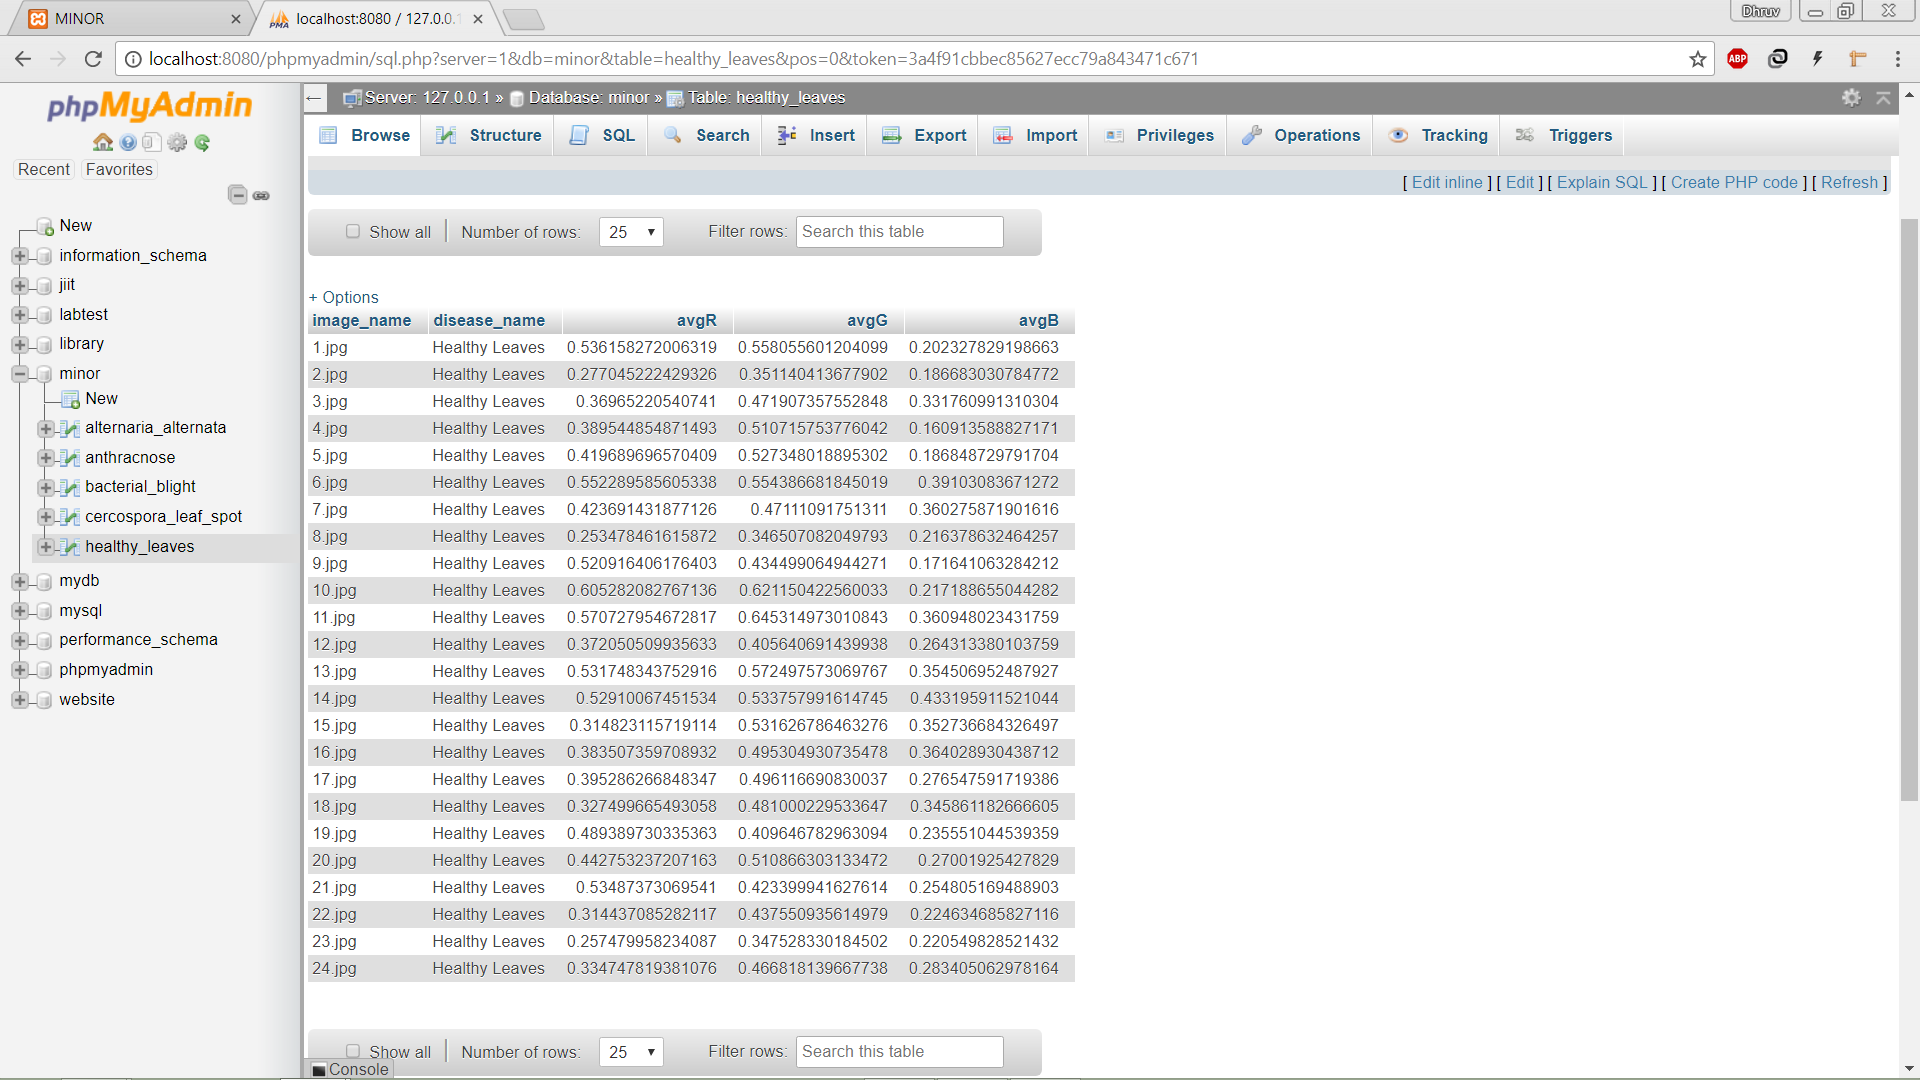 MINOR
localhost:8080 / 127.0.0.1
Dhruv
localhost:8080/phpmyadmin/sql.php?server=1&db=minor&table=healthy_leaves&pos=0&token=3a4f91cbbec85627ecc79a843471c671
ABP
phpMyAdmin
Recent Favorites
New
information_schema
jiit
labtest
library
minor
New
alternaria_alternata
anthracnose
bacterial_blight
cercospora_leaf_spot
healthy_leaves
mydb
mysql
performance_schema
phpmyadmin
website
Server: 127.0.0.1 » Database: minor » Table: healthy_leaves
Browse Structure SQL Search Insert Export Import Privileges Operations Tracking Triggers
[ Edit inline ] [ Edit ] [ Explain SQL ] [ Create PHP code ] [ Refresh ]
Show all Number of rows: 25 Filter rows: Search this table
+ Options
image_name disease_name avgR avgG avgB
1.jpg Healthy Leaves 0.536158272006319 0.558055601204099 0.202327829198663
2.jpg Healthy Leaves 0.277045222429326 0.351140413677902 0.186683030784772
3.jpg Healthy Leaves 0.36965220540741 0.471907357552848 0.331760991310304
4.jpg Healthy Leaves 0.389544854871493 0.510715753776042 0.160913588827171
5.jpg Healthy Leaves 0.419689696570409 0.527348018895302 0.186848729791704
6.jpg Healthy Leaves 0.552289585605338 0.554386681845019 0.39103083671272
7.jpg Healthy Leaves 0.423691431877126 0.47111091751311 0.360275871901616
8.jpg Healthy Leaves 0.253478461615872 0.346507082049793 0.216378632464257
9.jpg Healthy Leaves 0.520916406176403 0.434499064944271 0.171641063284212
10.jpg Healthy Leaves 0.605282082767136 0.621150422560033 0.217188655044282
11.jpg Healthy Leaves 0.570727954672817 0.645314973010843 0.360948023431759
12.jpg Healthy Leaves 0.372050509935633 0.405640691439938 0.264313380103759
13.jpg Healthy Leaves 0.531748343752916 0.572497573069767 0.354506952487927
14.jpg Healthy Leaves 0.52910067451534 0.533757991614745 0.433195911521044
15.jpg Healthy Leaves 0.314823115719114 0.531626786463276 0.352736684326497
16.jpg Healthy Leaves 0.383507359708932 0.495304930735478 0.364028930438712
17.jpg Healthy Leaves 0.395286266848347 0.496116690830037 0.276547591719386
18.jpg Healthy Leaves 0.327499665493058 0.481000229533647 0.345861182666605
19.jpg Healthy Leaves 0.489389730335363 0.409646782963094 0.235551044539359
20.jpg Healthy Leaves 0.442753237207163 0.510866303133472 0.27001925427829
21.jpg Healthy Leaves 0.53487373069541 0.423399941627614 0.254805169488903
22.jpg Healthy Leaves 0.314437085282117 0.437550935614979 0.224634685827116
23.jpg Healthy Leaves 0.257479958234087 0.347528330184502 0.220549828521432
24.jpg Healthy Leaves 0.334747819381076 0.466818139667738 0.283405062978164
Show all Number of rows: 25 Filter rows: Search this table
Console